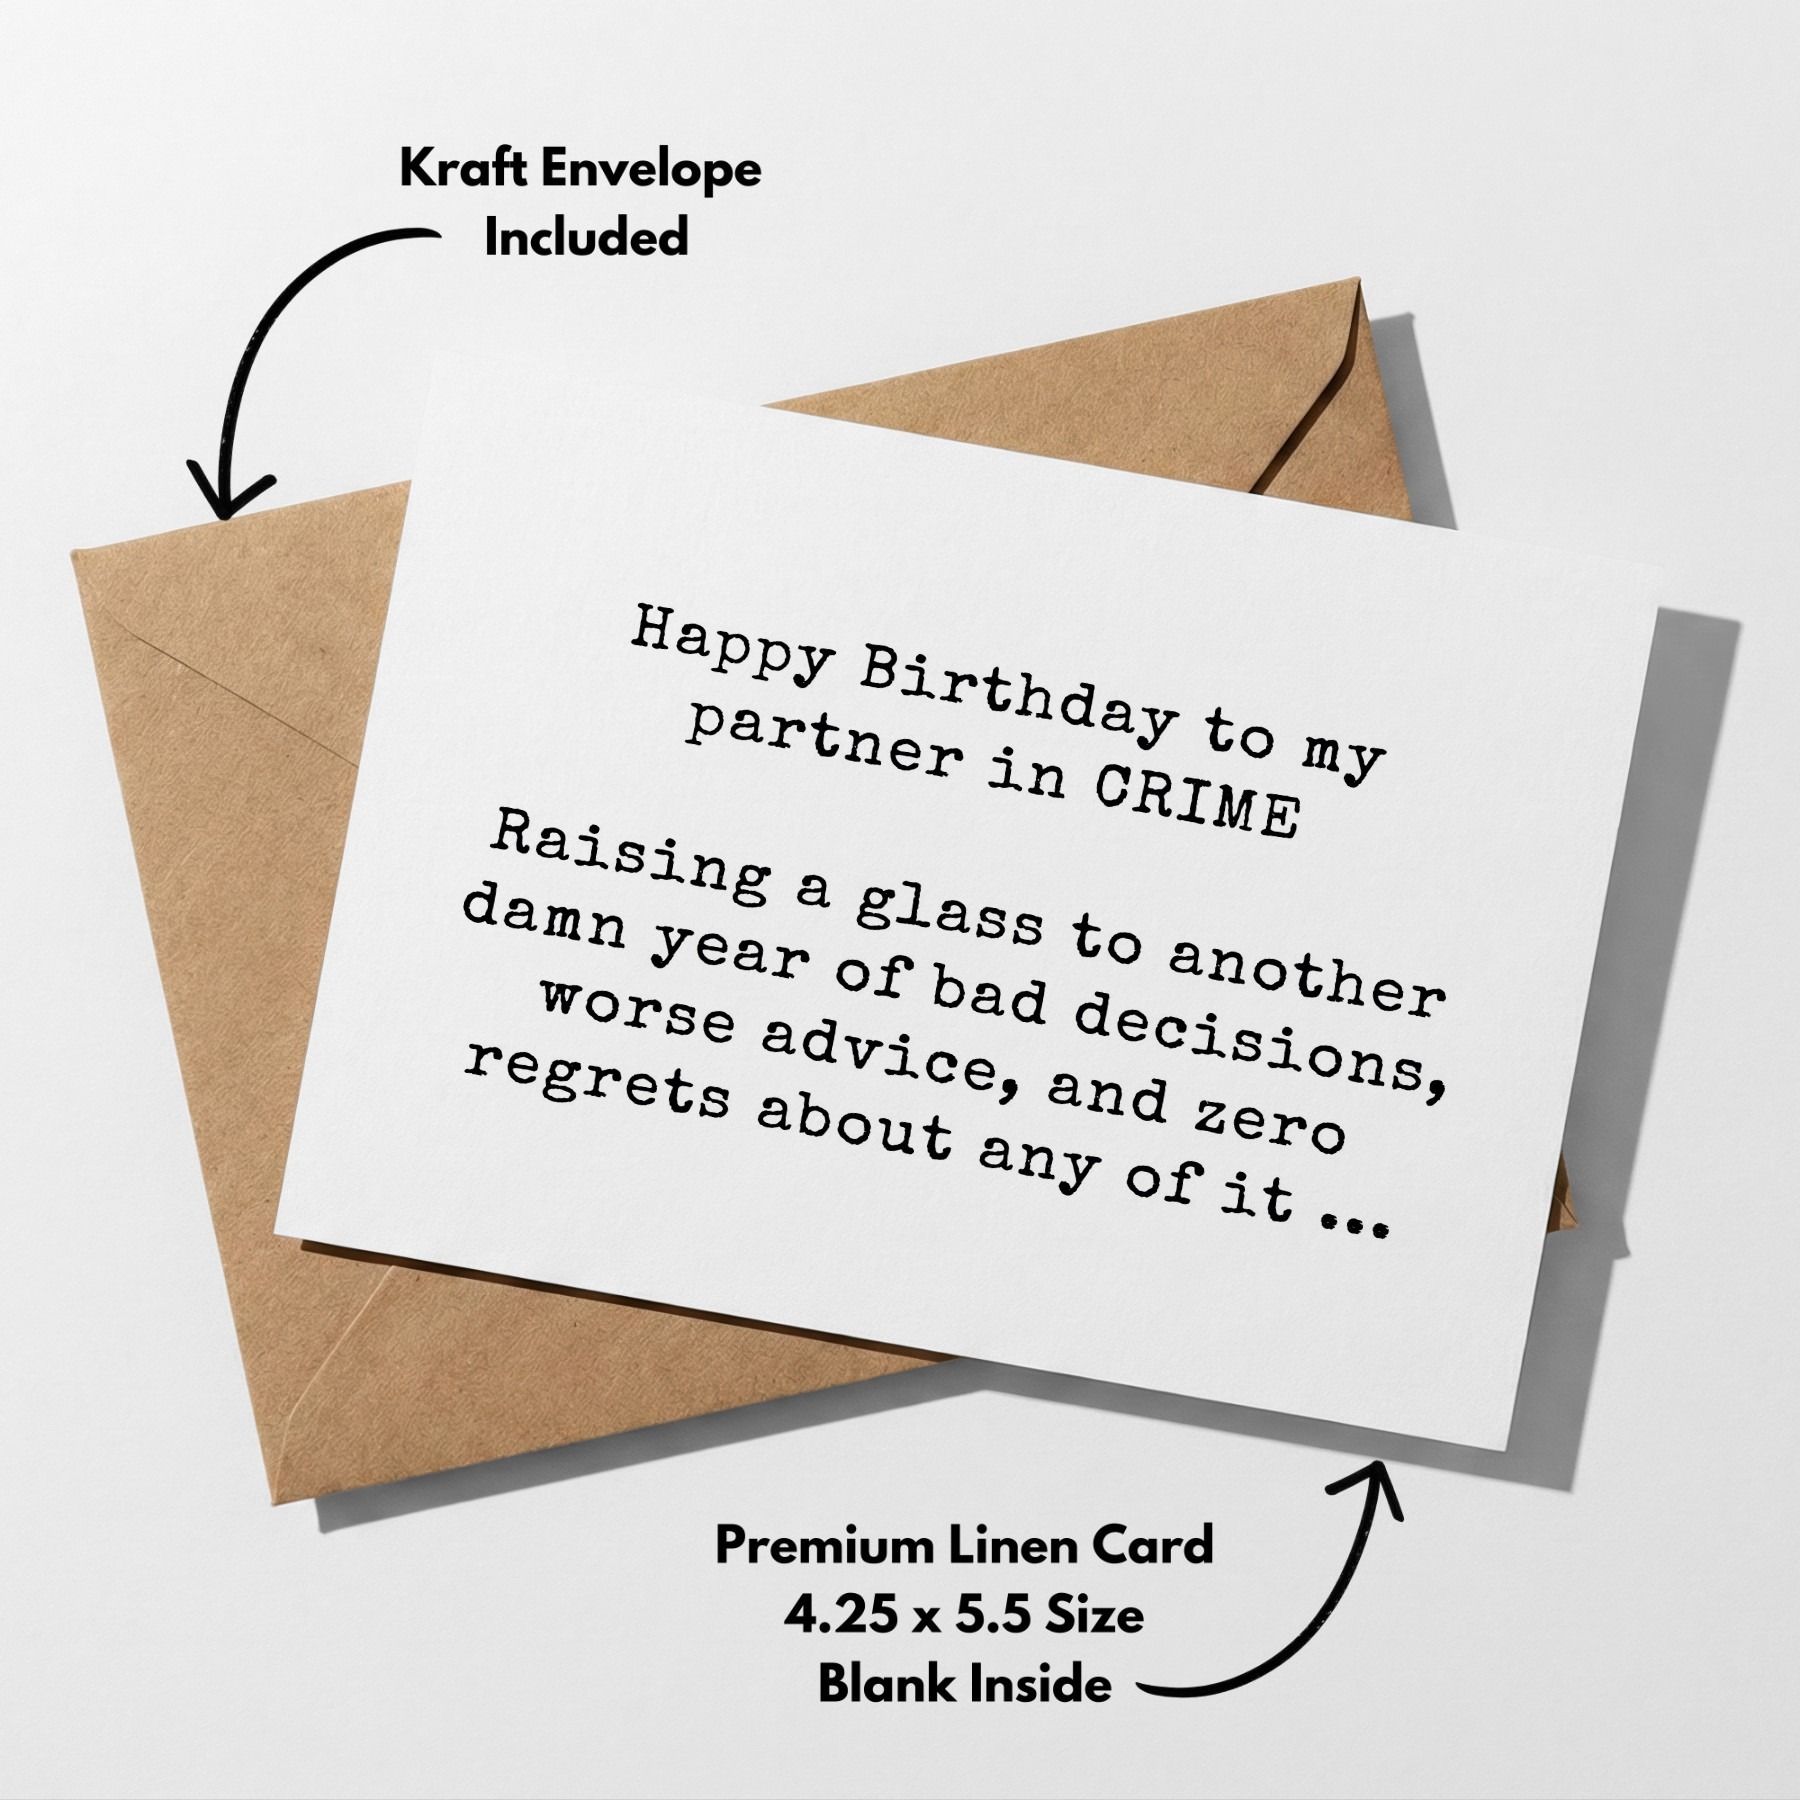 Kraft Envelope
Included
Happy Birthday to my
partner in CRIME
Raising a glass to another
damn year of bad decisions,
worse advice, and zero
regrets about any of it ...
Premium Linen Card
4.25 x 5.5 Size
Blank Inside